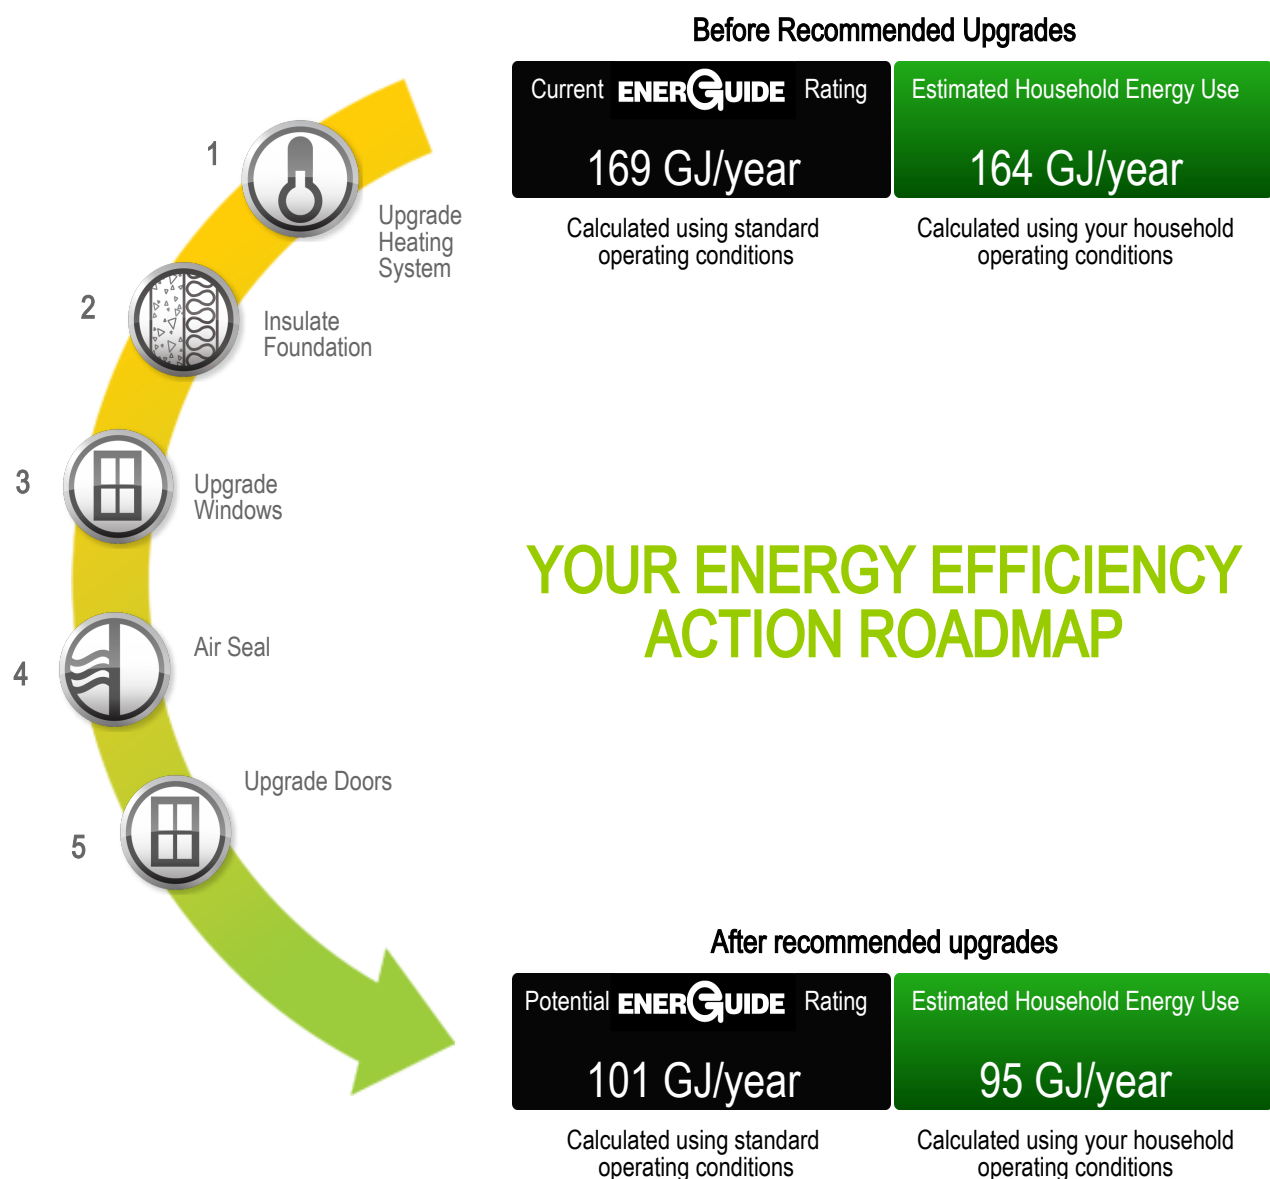 Before Recommended Upgrades
Current ENERGUIDE Rating
169 GJ/year
Calculated using standard
operating conditions
Estimated Household Energy Use
164 GJ/year
Calculated using your household
operating conditions
1
Upgrade
Heating
System
2
Insulate
Foundation
3
Upgrade
Windows
YOUR ENERGY EFFICIENCY
ACTION ROADMAP
4
Air Seal
5
Upgrade Doors
After recommended upgrades
Potential ENERGUIDE Rating
101 GJ/year
Calculated using standard
operating conditions
Estimated Household Energy Use
95 GJ/year
Calculated using your household
operating conditions